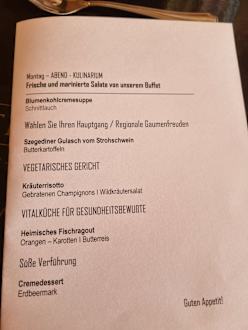 Montag – ABEND - KULINARIUM
Frische und marinierte Salate von unserem Buffet
Blumenkohlcremesuppe
Schnittlauch
Wählen Sie Ihren Hauptgang / Regionale Gaumenfreuden
Szegediner Gulasch vom Strohschwein
Butterkartoffeln
VEGETARISCHES GERICHT
Kräuterrisotto
Gebratenen Champignons I Wildkräutersalat
VITALKÜCHE FÜR GESUNDHEITSBEWUßTE
Heimisches Fischragout
Orangen – Karotten I Butterreis
Süße Verführung
Cremedessert
Erdbeermark
Guten Appetit!